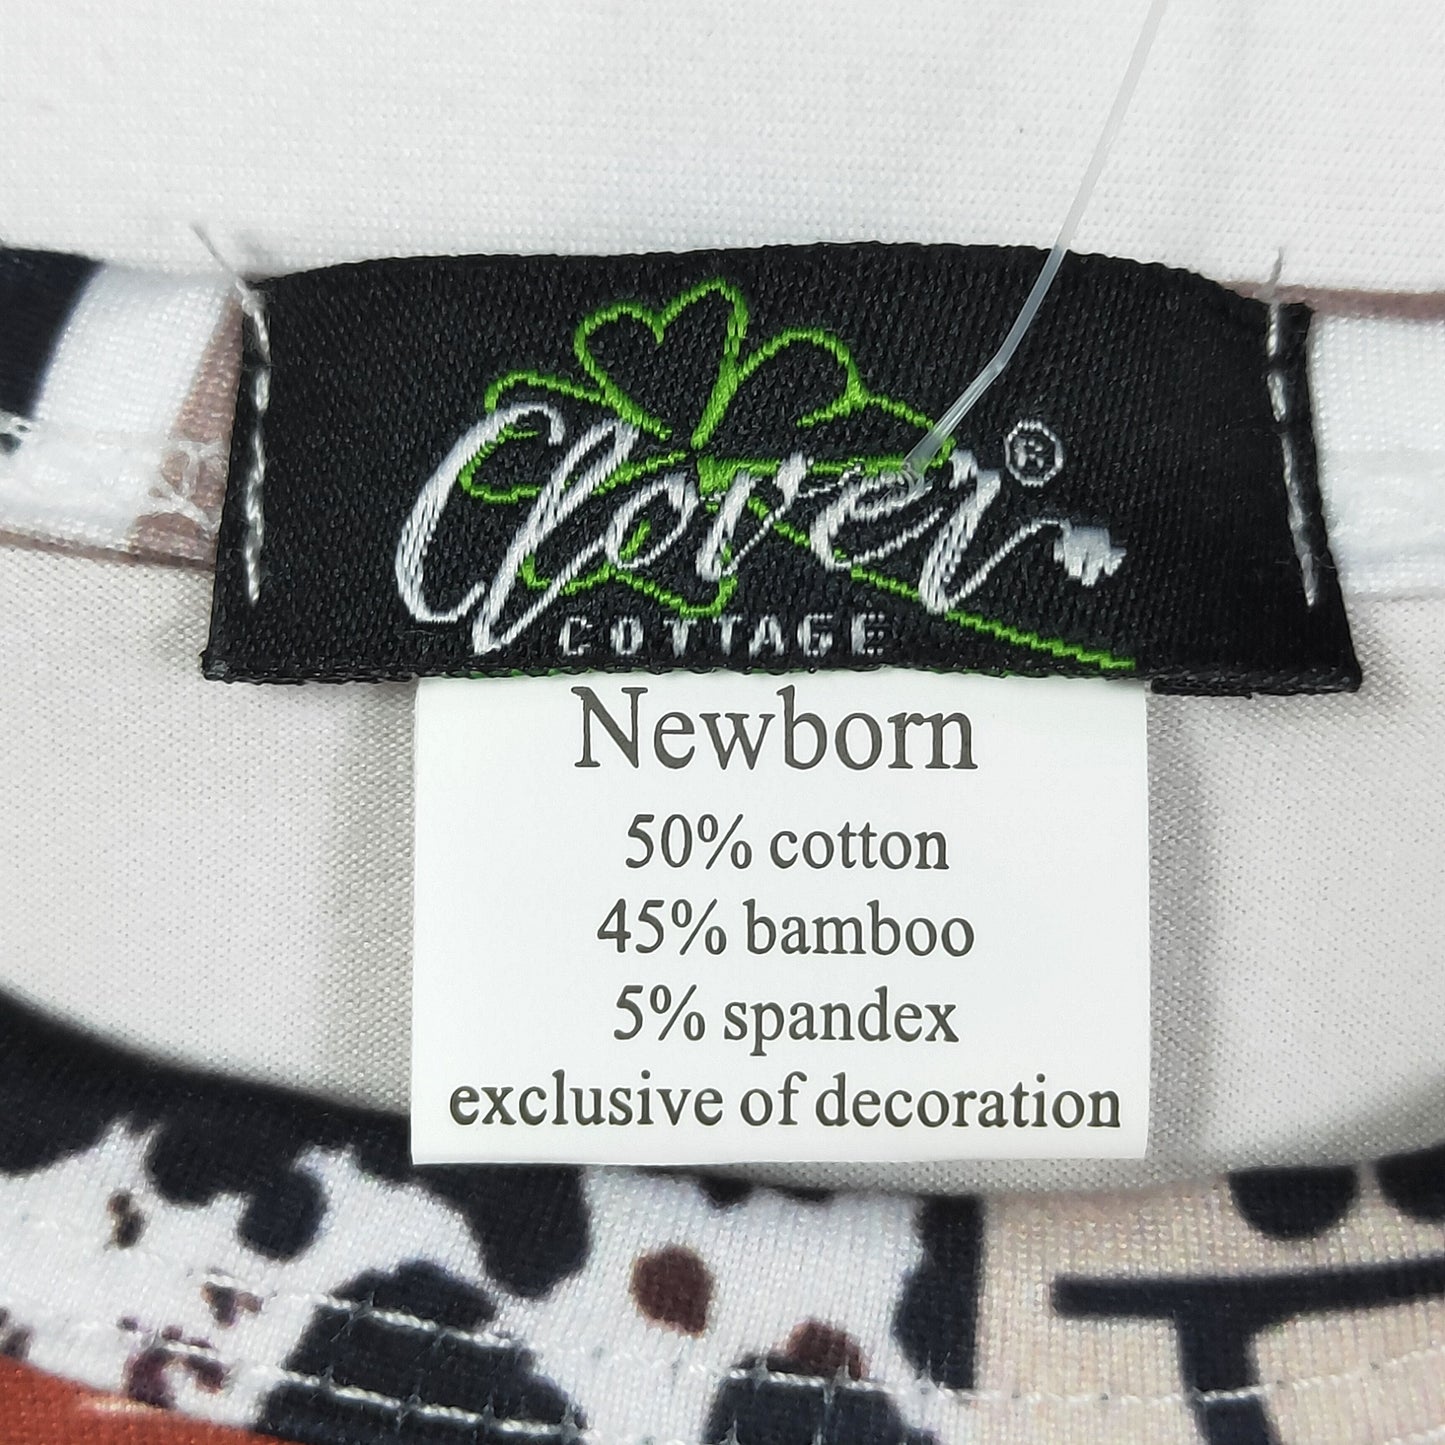 Clover®
COTTAGE
Newborn
50% cotton
45% bamboo
5% spandex
exclusive of decoration